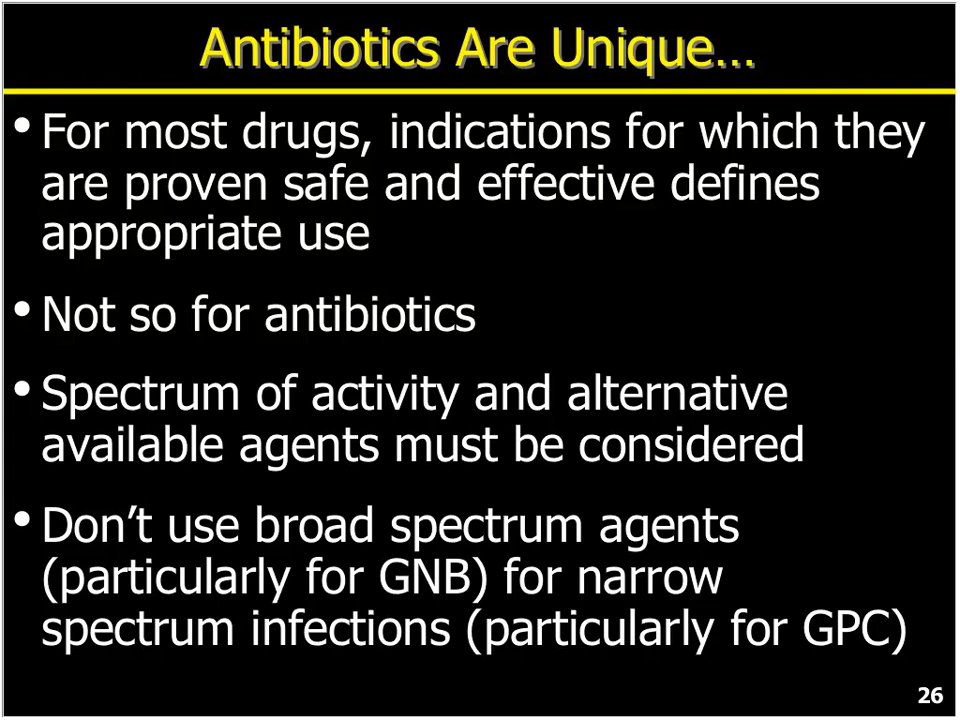 Antibiotics Are Unique...
• For most drugs, indications for which they
are proven safe and effective defines
appropriate use
• Not so for antibiotics
• Spectrum of activity and alternative
available agents must be considered
• Don’t use broad spectrum agents
(particularly for GNB) for narrow
spectrum infections (particularly for GPC)
26